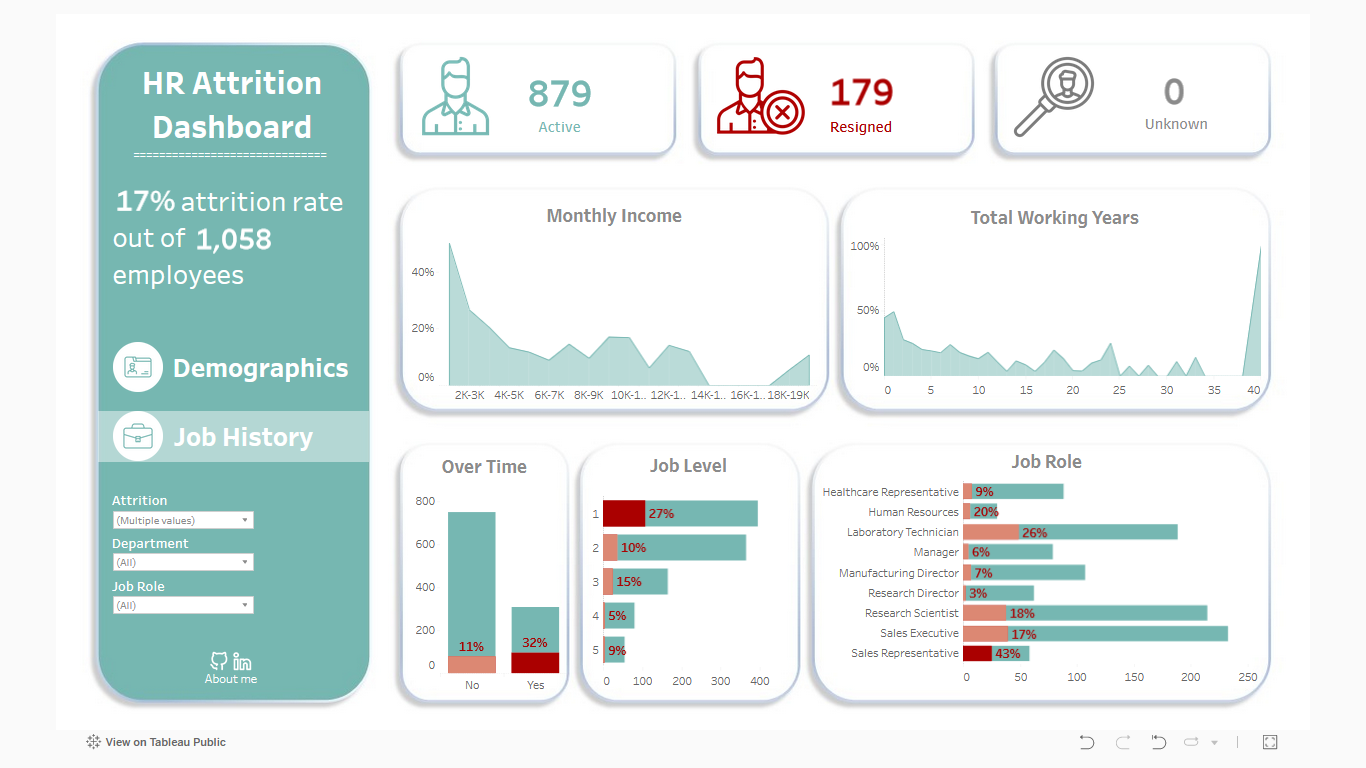 HR Attrition
Dashboard
==============================
17% attrition rate
out of 1,058
employees
Demographics
Job History
Attrition
(Multiple values)
Department
(All)
Job Role
(All)
About me
879
Active
179
Resigned
0
Unknown
Monthly Income
40%
20%
0%
2K-3K 4K-5K 6K-7K 8K-9K 10K-1.. 12K-1.. 14K-1.. 16K-1.. 18K-19K
Total Working Years
100%
50%
0%
0 5 10 15 20 25 30 35 40
Over Time
800
600
400
200
0
11% 32%
No Yes
Job Level
1 27%
2 10%
3 15%
4 5%
5 9%
0 100 200 300 400
Job Role
Healthcare Representative 9%
Human Resources 20%
Laboratory Technician 26%
Manager 6%
Manufacturing Director 7%
Research Director 3%
Research Scientist 18%
Sales Executive 17%
Sales Representative 43%
0 50 100 150 200 250
View on Tableau Public